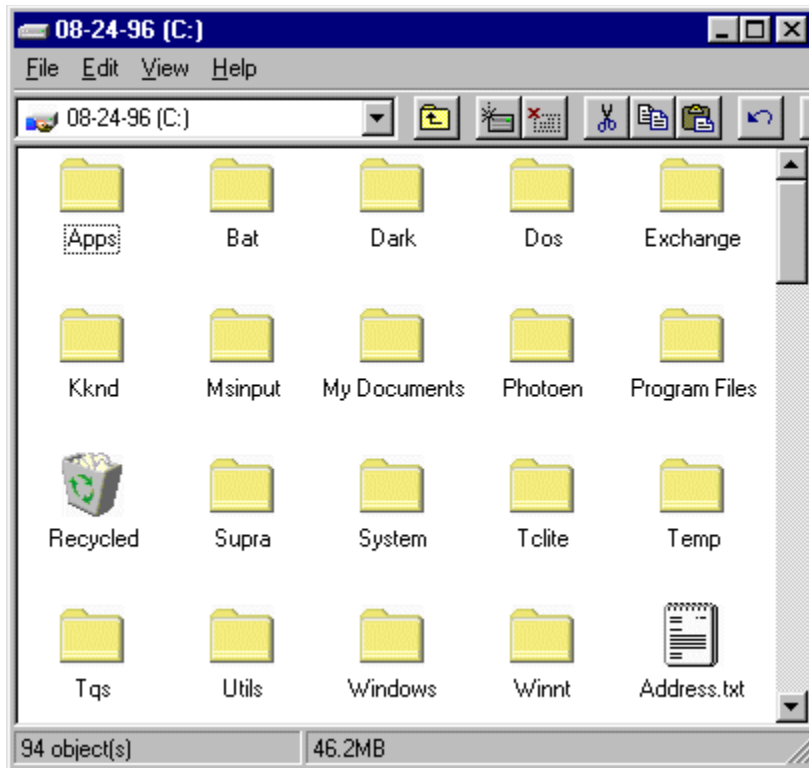 08-24-96 (C:)
File Edit View Help
08-24-96 (C:)
Apps Bat Dark Dos Exchange
Kknd Msinput My Documents Photoen Program Files
Recycled Supra System Tclite Temp
Tqs Utils Windows Winnt Address.txt
94 object(s) 46.2MB